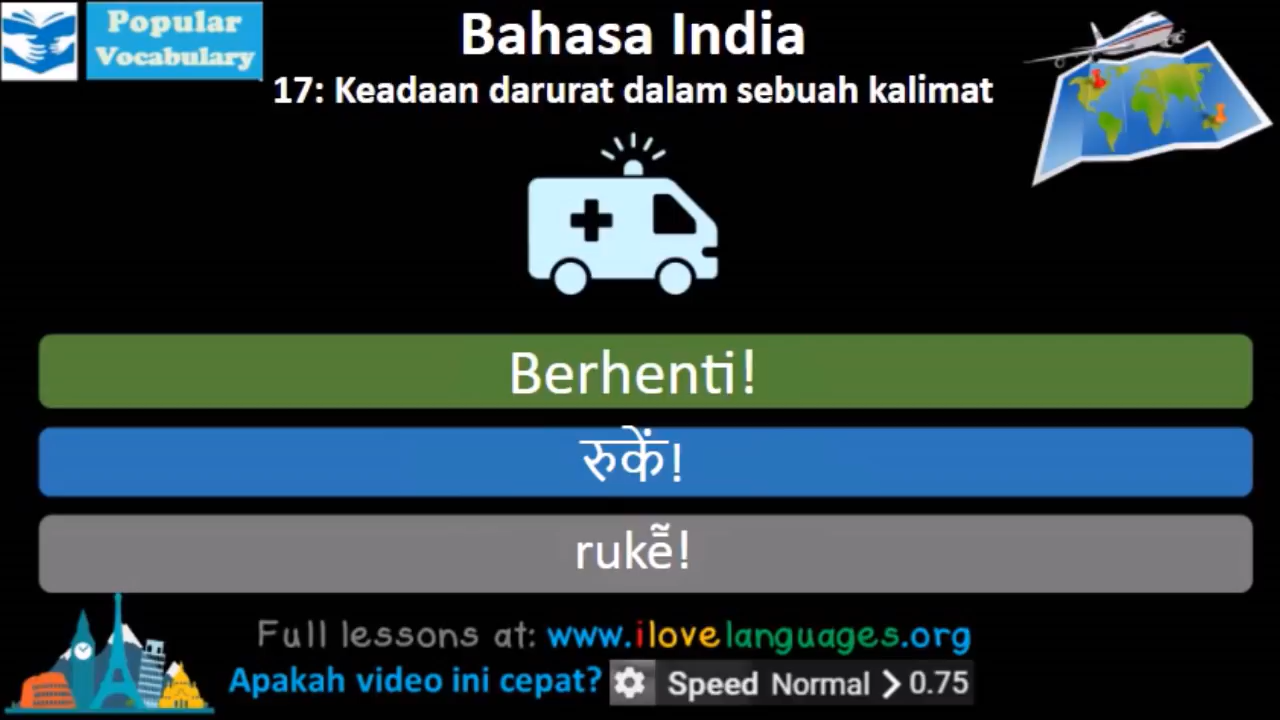 Popular
Vocabulary
Bahasa India
17: Keadaan darurat dalam sebuah kalimat
Berhenti!
रुकें!
rukē̃!
Full lessons at: www.ilovelanguages.org
Apakah video ini cepat? Speed Normal > 0.75